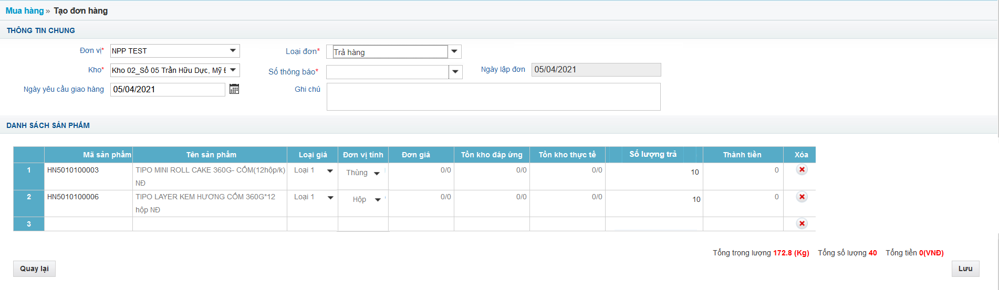 Mua hàng » Tạo đơn hàng
THÔNG TIN CHUNG
Đơn vị* NPP TEST Loại đơn* Trả hàng
Kho* Kho 02_Số 05 Trần Hữu Dực, Mỹ Số thông báo* Ngày lập đơn 05/04/2021
Ngày yêu cầu giao hàng 05/04/2021 Ghi chú
DANH SÁCH SẢN PHẨM
Mã sản phẩm Tên sản phẩm Loại giá Đơn vị tính Đơn giá Tồn kho đáp ứng Tồn kho thực tế Số lượng trả Thành tiền Xóa
1 HN5010100003 TIPO MINI ROLL CAKE 360G- CỐM(12hộp/k) Loại 1 Thùng 0/0 0/0 0/0 10 0
NĐ
2 HN5010100006 TIPO LAYER KEM HƯƠNG CỐM 360G*12 Loại 1 Hộp 0/0 0/0 0/0 10 0
hộp NĐ
3
Tổng trọng lượng 172.8 (Kg) Tổng số lượng 40 Tổng tiền 0(VNĐ)
Quay lại Lưu